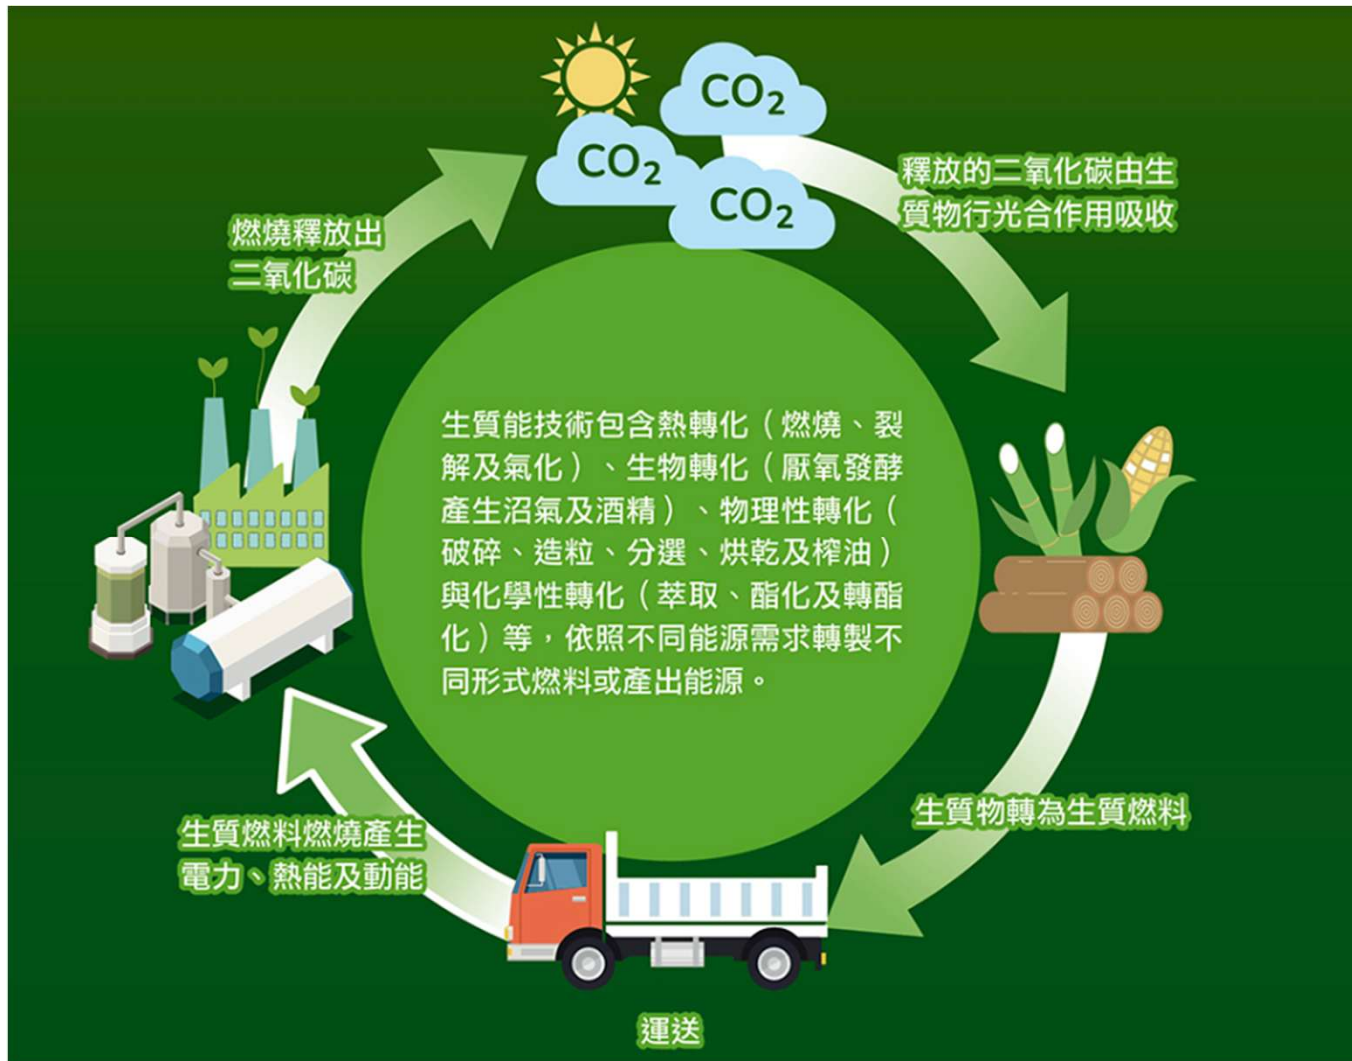 CO₂
CO₂
CO₂
釋放的二氧化碳由生
質物行光合作用吸收
燃燒釋放出
二氧化碳
生質能技術包含熱轉化（燃燒、裂
解及氣化）、生物轉化（厭氧發酵
產生沼氣及酒精）、物理性轉化（
破碎、造粒、分選、烘乾及榨油）
與化學性轉化（萃取、酯化及轉酯
化）等，依照不同能源需求轉製不
同形式燃料或產出能源。
生質物轉為生質燃料
生質燃料燃燒產生
電力、熱能及動能
運送